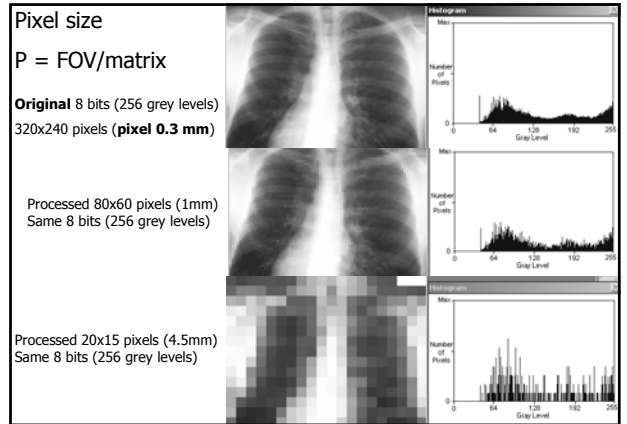 Pixel size
P = FOV/matrix
Original 8 bits (256 grey levels)
320x240 pixels (pixel 0.3 mm)
Histogram
Max
Number
of
Pixels
0
0
64
128
192
255
Gray Level
Processed 80x60 pixels (1mm)
Same 8 bits (256 grey levels)
Max
Number
of
Pixels
0
0
64
128
192
255
Gray Level
Processed 20x15 pixels (4.5mm)
Same 8 bits (256 grey levels)
Histogram
Max
Number
of
Pixels
0
0
64
128
192
255
Gray Level